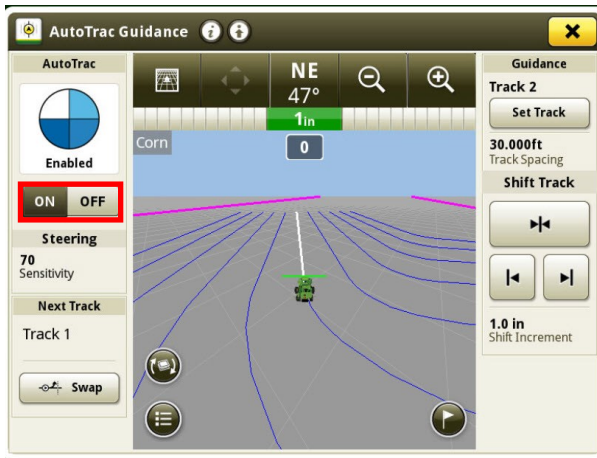 AutoTrac Guidance
AutoTrac
Enabled
ON OFF
Steering
70
Sensitivity
Next Track
Track 1
Swap
NE
47°
1in
Corn
0
Guidance
Track 2
Set Track
30.000ft
Track Spacing
Shift Track
1.0 in
Shift Increment